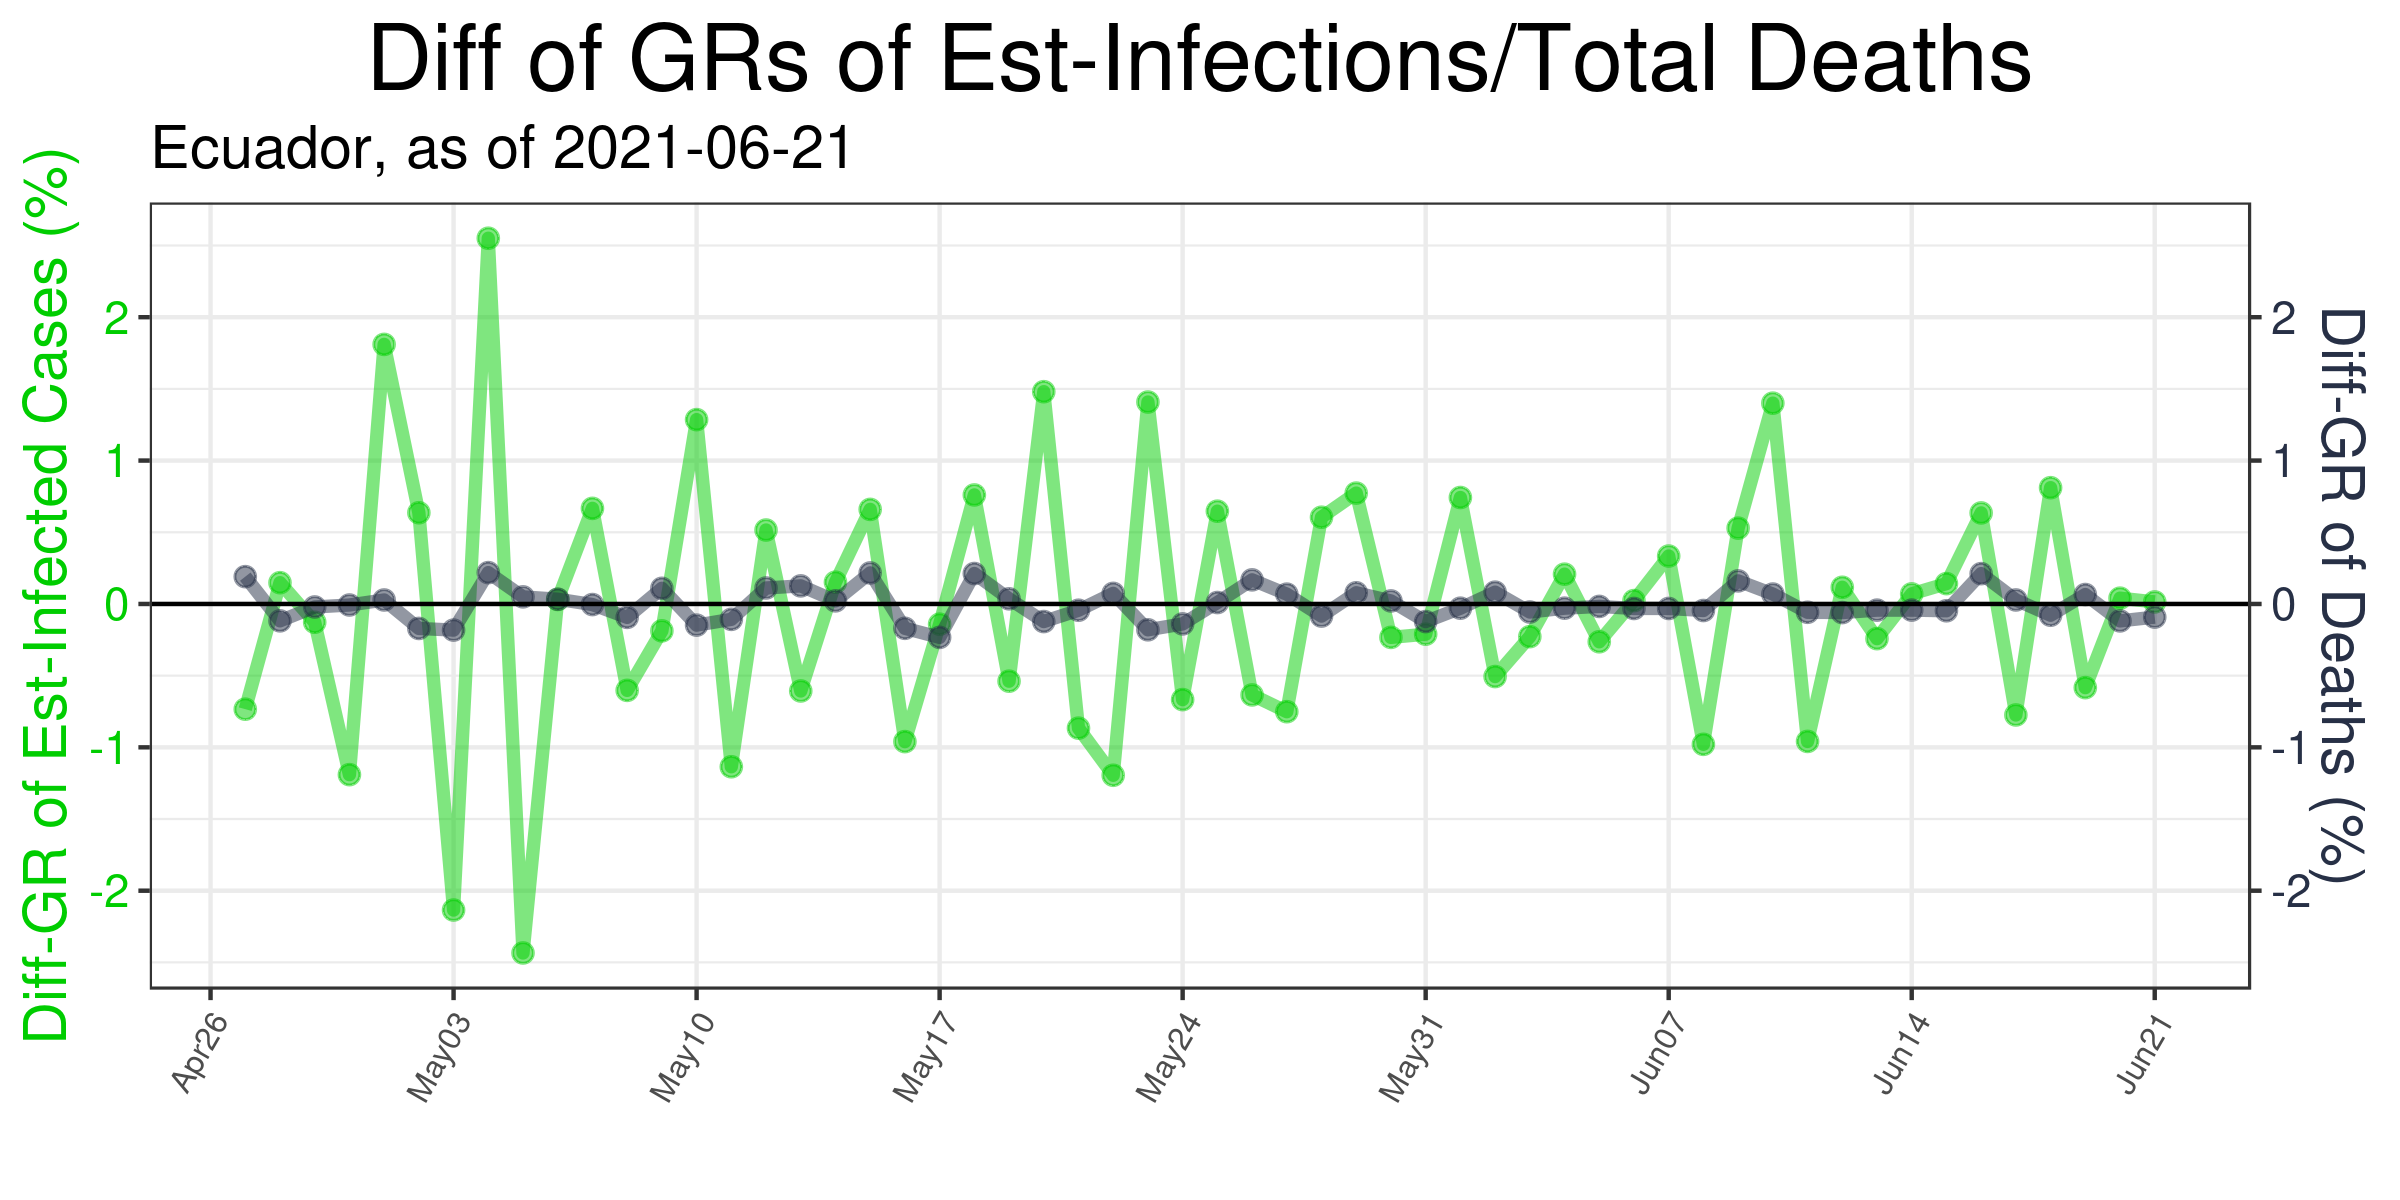 Diff of GRs of Est-Infections/Total Deaths
Ecuador, as of 2021-06-21
Diff-GR of Est-Infected Cases (%)
2
1
0
-1
-2
2
1
0
-1
-2
Diff-GR of Deaths (%)
Apr26
May03
May10
May17
May24
May31
Jun07
Jun14
Jun21